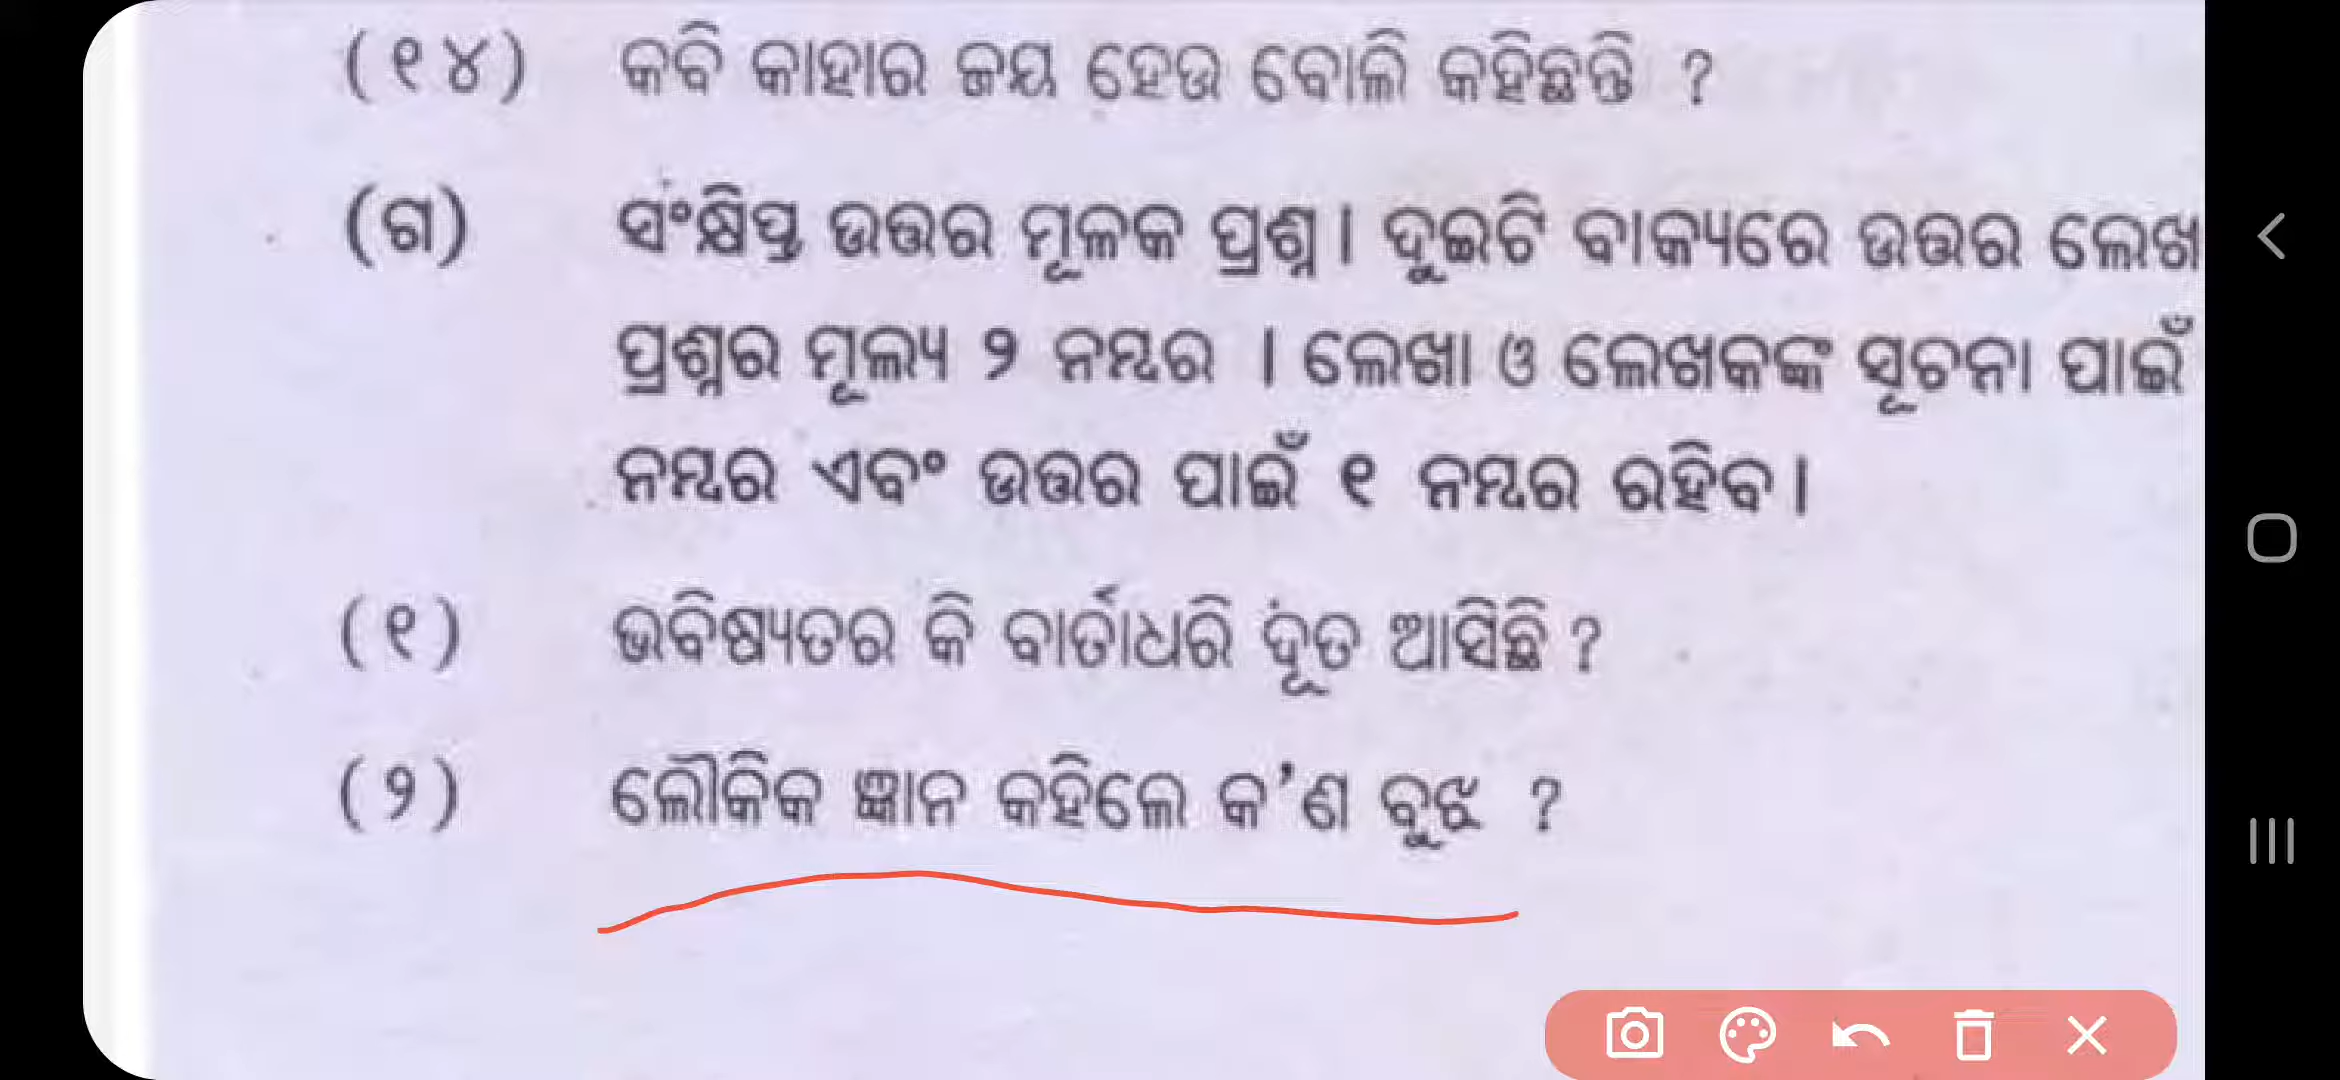 (୧୪) କବି କାହାର ଜୟ ହେଉ ବୋଲି କହିଛନ୍ତି ?
(ଗ) ସଂକ୍ଷିପ୍ତ ଉତ୍ତର ମୂଳକ ପ୍ରଶ୍ନ। ଦୁଇଟି ବାକ୍ୟରେ ଉତ୍ତର ଲେଖ
ପ୍ରଶ୍ନର ମୂଲ୍ୟ ୨ ନମ୍ବର । ଲେଖା ଓ ଲେଖକଙ୍କ ସୂଚନା ପାଇଁ
ନମ୍ବର ଏବଂ ଉତ୍ତର ପାଇଁ ୧ ନମ୍ବର ରହିବ।
(୧) ଭବିଷ୍ୟତର କି ବାର୍ତାଧରି ଦୂତ ଆସିଛି ?
(୨) ଲୌକିକ ଜ୍ଞାନ କହିଲେ କ'ଣ ବୁଝ ?